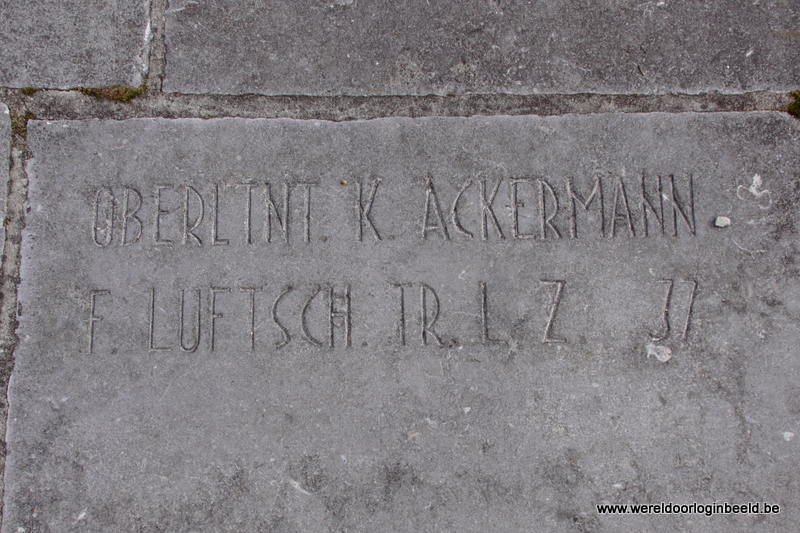 OBERLTNT. K. ACKERMANN
F. LUFTSCH. TR. L. Z 37
www.wereldoorloginbeeld.be